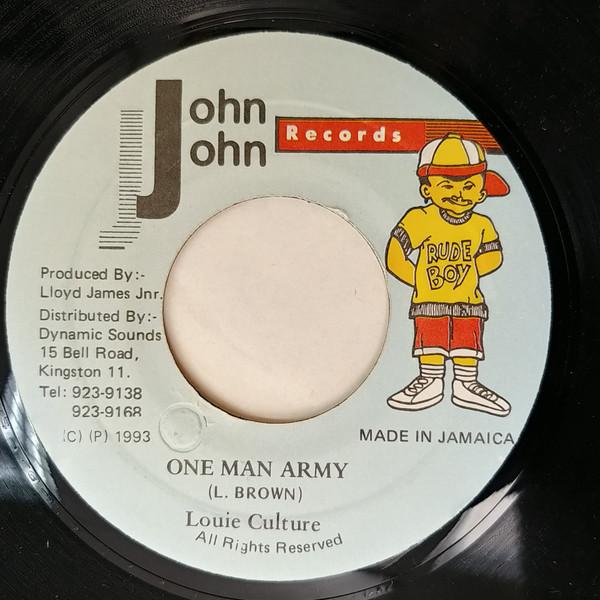 John
John
Records
RUDE
BOY
Produced By:-
Lloyd James Jnr.
Distributed By:-
Dynamic Sounds
15 Bell Road,
Kingston 11.
Tel: 923-9138
923-9168
(C) (P) 1993
MADE IN JAMAICA
ONE MAN ARMY
(L. BROWN)
Louie Culture
All Rights Reserved